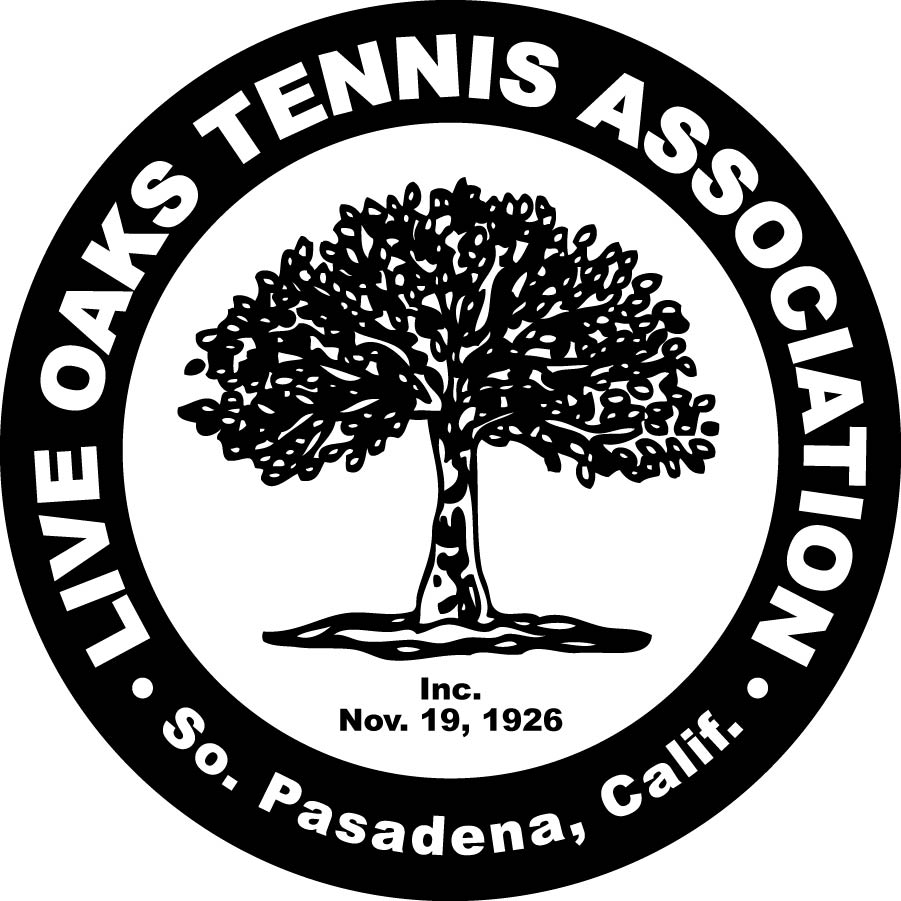 LIVE OAKS TENNIS ASSOCIATION
Inc.
Nov. 19, 1926
• So. Pasadena, Calif. •